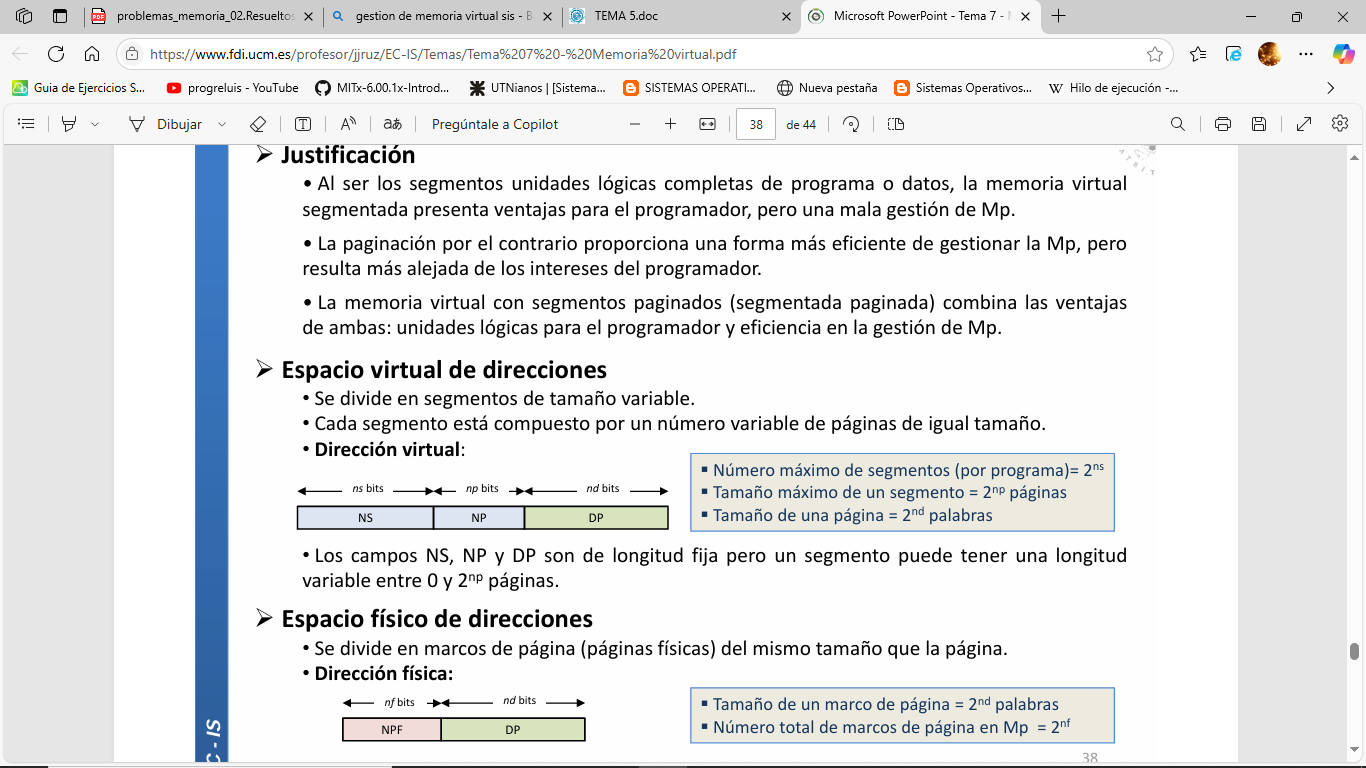 problemas_memoria_02.Resueltos
gestion de memoria virtual sis - B
TEMA 5.doc
Microsoft PowerPoint - Tema 7 - M
https://www.fdi.ucm.es/profesor/jjruz/EC-IS/Temas/Tema%207%20-%20Memoria%20virtual.pdf
Guia de Ejercicios S...
progreluis - YouTube
MITx-6.00.1x-Introd...
UTNianos | [Sistema...
SISTEMAS OPERATI...
Nueva pestaña
Sistemas Operativos...
Hilo de ejecución -...
Dibujar
Pregúntale a Copilot
38 de 44
Justificación
• Al ser los segmentos unidades lógicas completas de programa o datos, la memoria virtual
segmentada presenta ventajas para el programador, pero una mala gestión de Mp.
• La paginación por el contrario proporciona una forma más eficiente de gestionar la Mp, pero
resulta más alejada de los intereses del programador.
• La memoria virtual con segmentos paginados (segmentada paginada) combina las ventajas
de ambas: unidades lógicas para el programador y eficiencia en la gestión de Mp.
Espacio virtual de direcciones
• Se divide en segmentos de tamaño variable.
• Cada segmento está compuesto por un número variable de páginas de igual tamaño.
• Dirección virtual:
ns bits np bits nd bits
NS NP DP
▪ Número máximo de segmentos (por programa)= 2ns
▪ Tamaño máximo de un segmento = 2np páginas
▪ Tamaño de una página = 2nd palabras
• Los campos NS, NP y DP son de longitud fija pero un segmento puede tener una longitud
variable entre 0 y 2np páginas.
Espacio físico de direcciones
• Se divide en marcos de página (páginas físicas) del mismo tamaño que la página.
• Dirección física:
nf bits nd bits
NPF DP
▪ Tamaño de un marco de página = 2nd palabras
▪ Número total de marcos de página en Mp = 2nf
C - IS
38